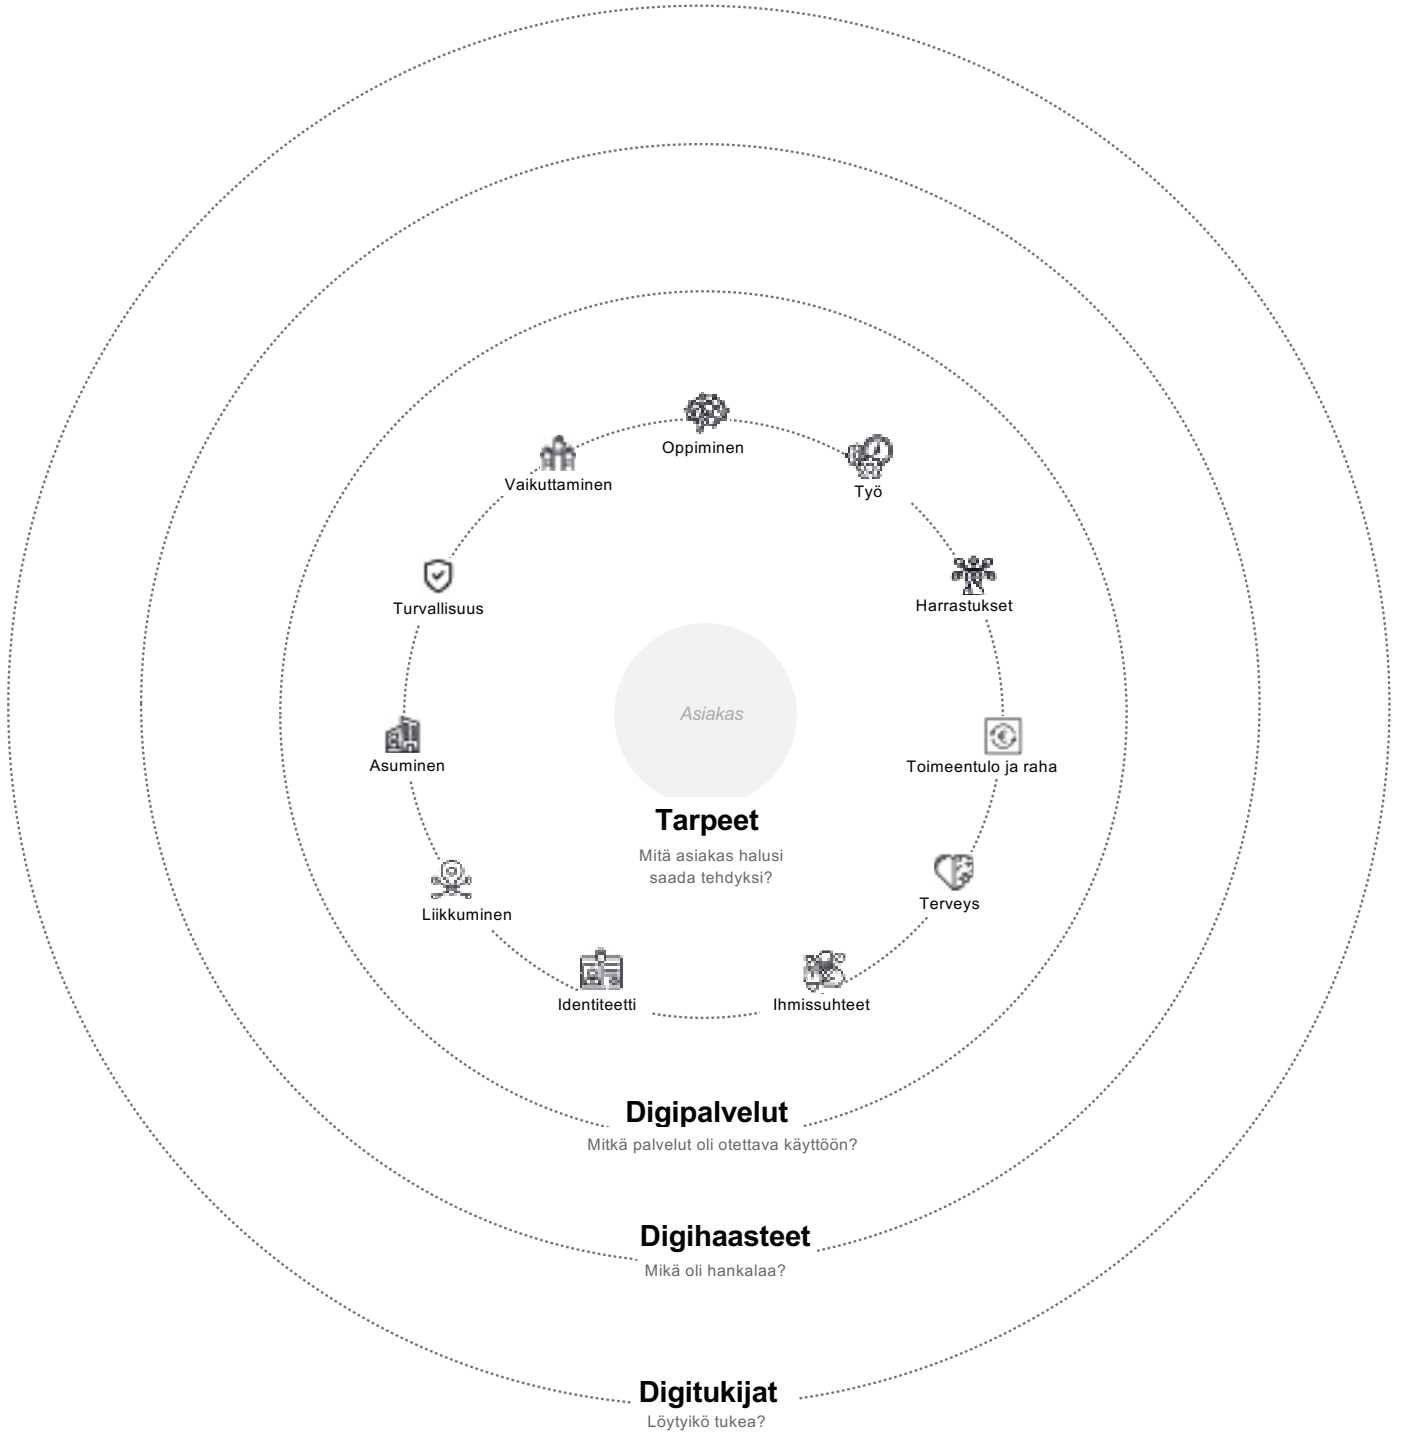 Oppiminen
Työ
Vaikuttaminen
Harrastukset
Turvallisuus
Asiakas
Asuminen
Toimeentulo ja raha
Tarpeet
Mitä asiakas halusi
saada tehdyksi?
Terveys
Liikkuminen
Identiteetti
Ihmissuhteet
Digipalvelut
Mitkä palvelut oli otettava käyttöön?
Digihaasteet
Mikä oli hankalaa?
Digitukijat
Löytyikö tukea?